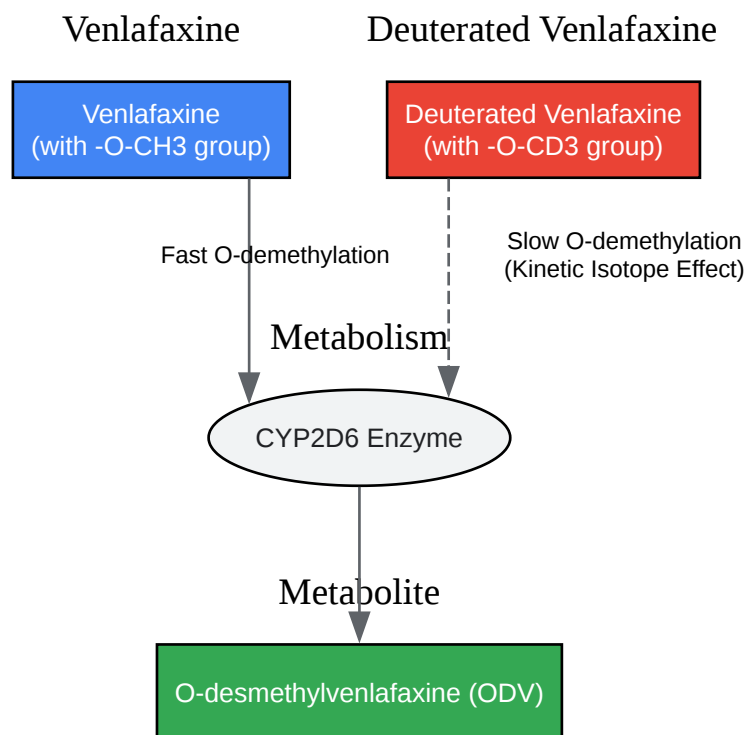 Venlafaxine
Deuterated Venlafaxine
Venlafaxine
(with -O-CH3 group)
Deuterated Venlafaxine
(with -O-CD3 group)
Fast O-demethylation
Slow O-demethylation
(Kinetic Isotope Effect)
Metabolism
CYP2D6 Enzyme
Metabolite
O-desmethylvenlafaxine (ODV)